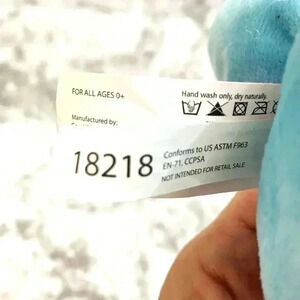 FOR ALL AGES 0+
Hand wash only, dry naturally.
Manufactured by:
18218
Conforms to US ASTM F963
EN-71, CCPSA
NOT INTENDED FOR RETAIL SALE